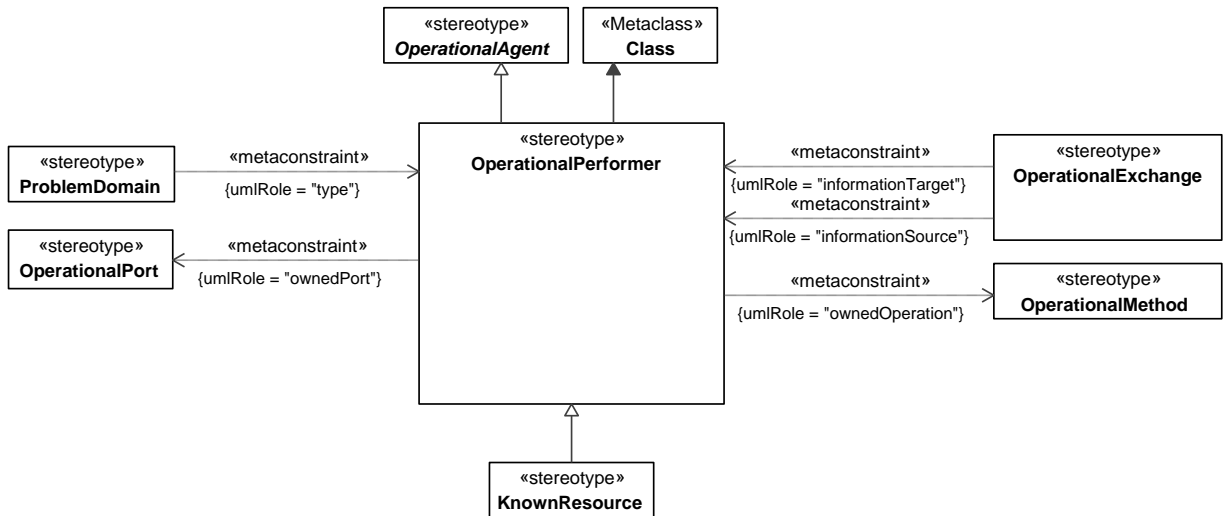 «stereotype»
OperationalAgent
«Metaclass»
Class
«stereotype»
OperationalPerformer
«stereotype»
ProblemDomain
«metaconstraint»
{umlRole = "type"}
«stereotype»
OperationalPort
«metaconstraint»
{umlRole = "ownedPort"}
«metaconstraint»
{umlRole = "informationTarget"}
«metaconstraint»
{umlRole = "informationSource"}
«stereotype»
OperationalExchange
«metaconstraint»
{umlRole = "ownedOperation"}
«stereotype»
OperationalMethod
«stereotype»
KnownResource